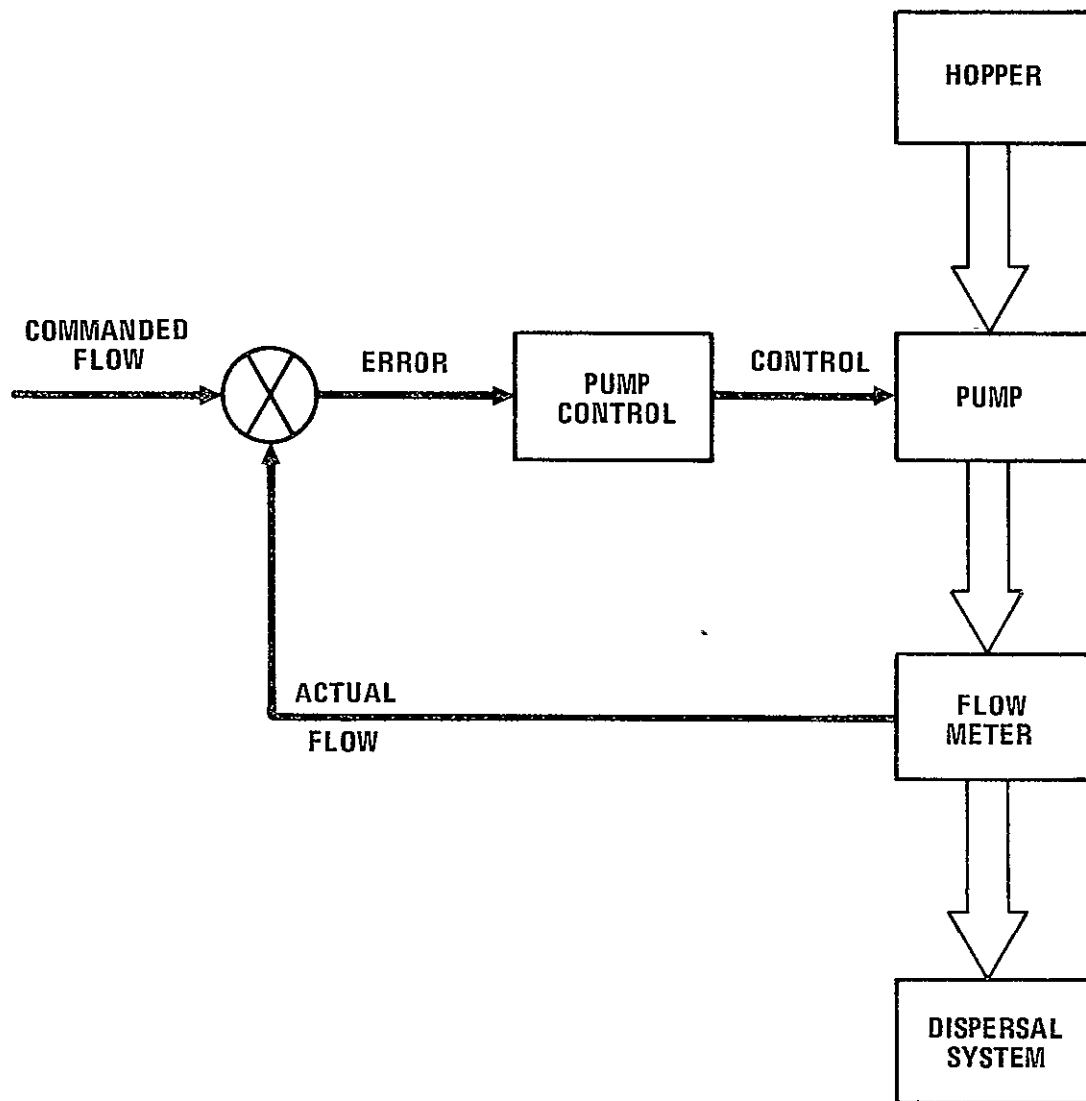 HOPPER
COMMANDED
FLOW
ERROR
PUMP
CONTROL
CONTROL
PUMP
ACTUAL
FLOW
FLOW
METER
DISPERSAL
SYSTEM